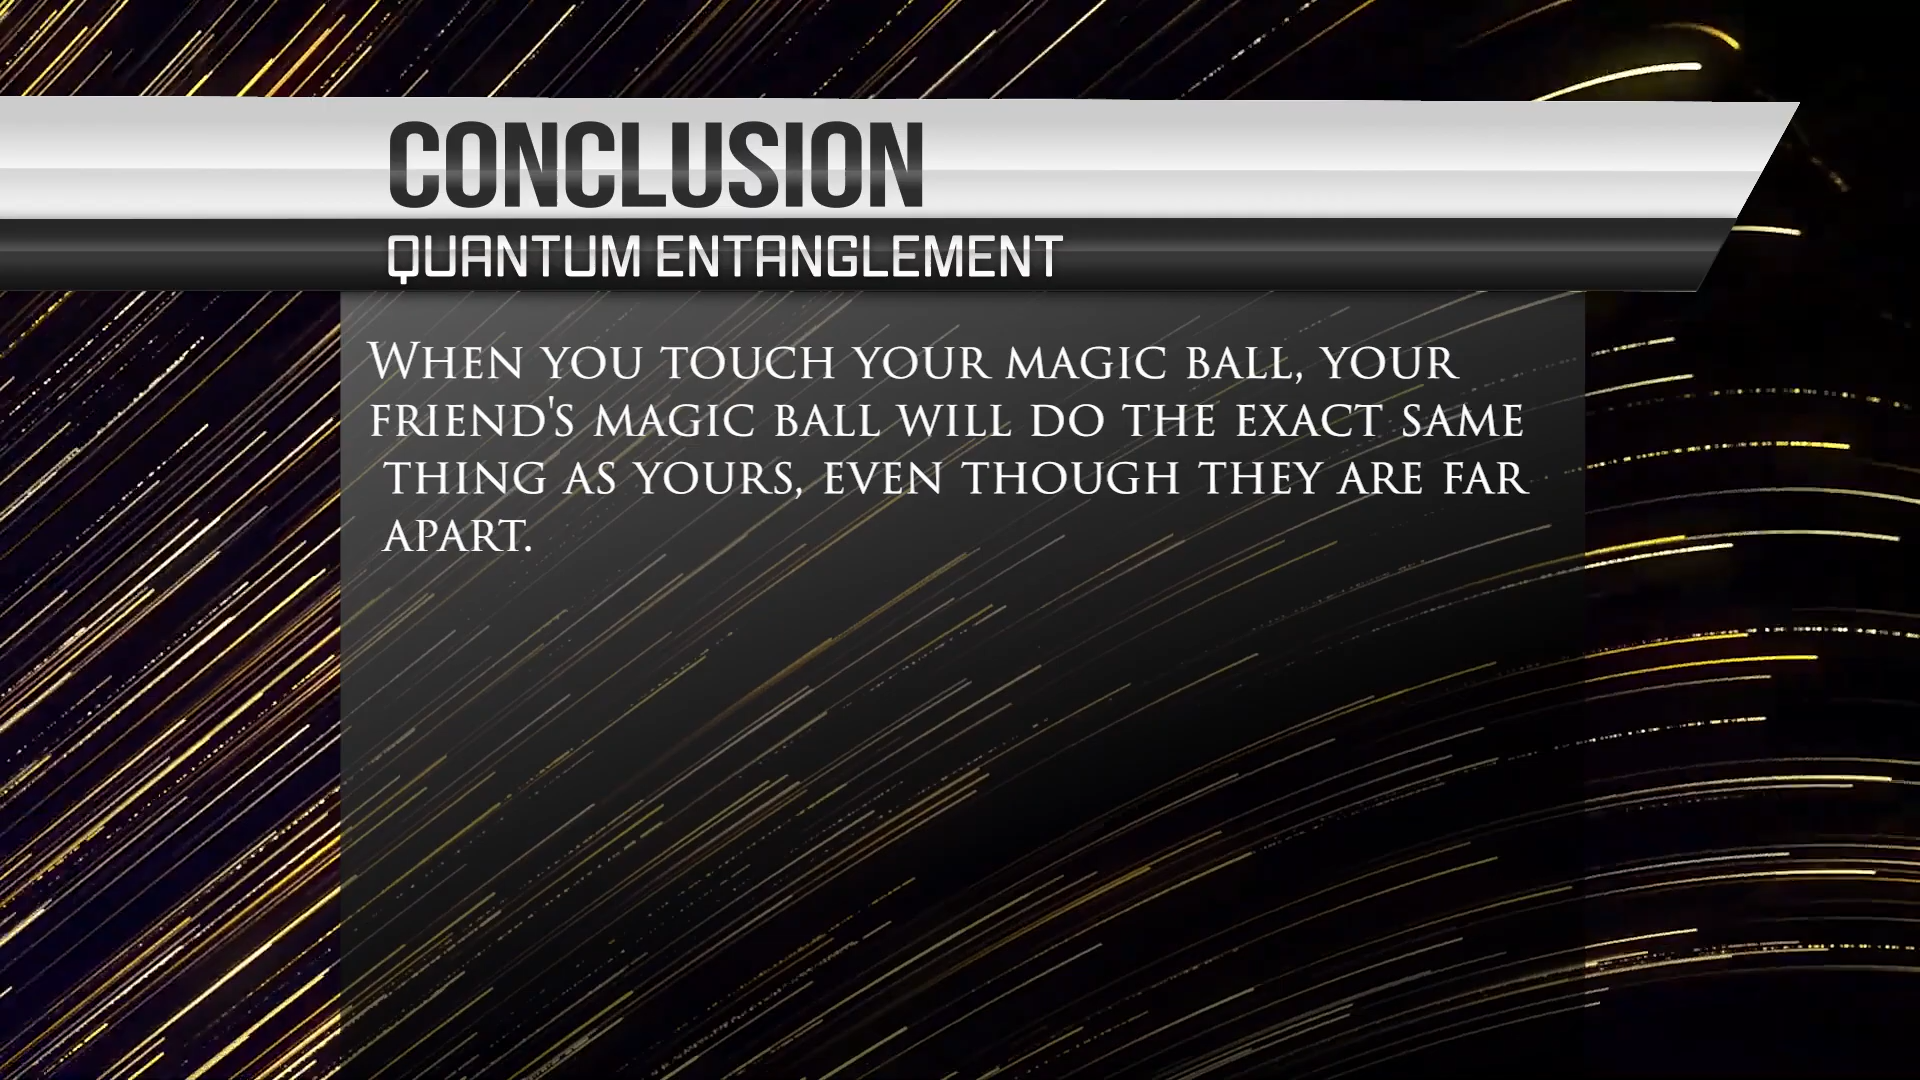 CONCLUSION
QUANTUM ENTANGLEMENT
When you touch your magic ball, your
friend's magic ball will do the exact same
thing as yours, even though they are far
apart.